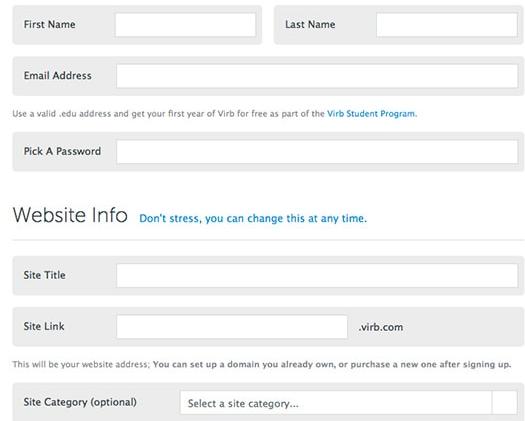 First Name Last Name
Email Address
Use a valid .edu address and get your first year of Virb for free as part of the Virb Student Program.
Pick A Password
Website Info Don't stress, you can change this at any time.
Site Title
Site Link .virb.com
This will be your website address; You can set up a domain you already own, or purchase a new one after signing up.
Site Category (optional) Select a site category...